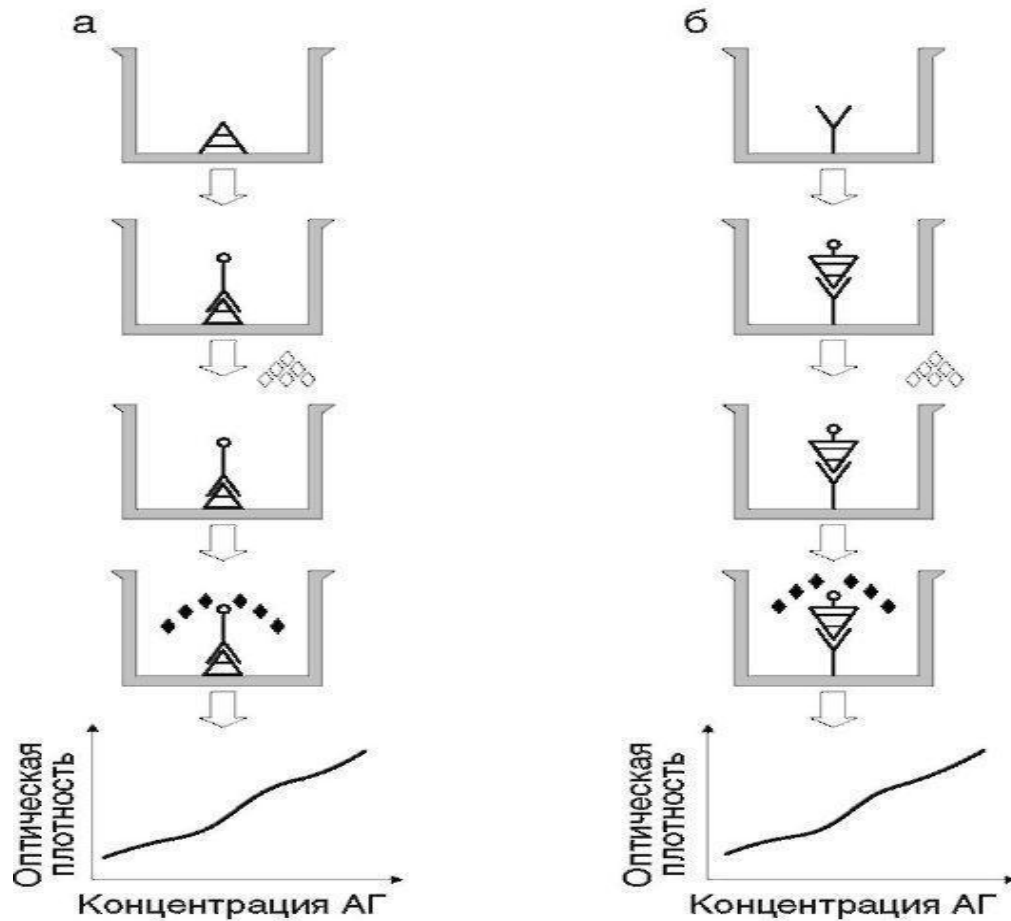 а
б
Оптическая
плотность
Концентрация АГ
Оптическая
плотность
Концентрация АГ